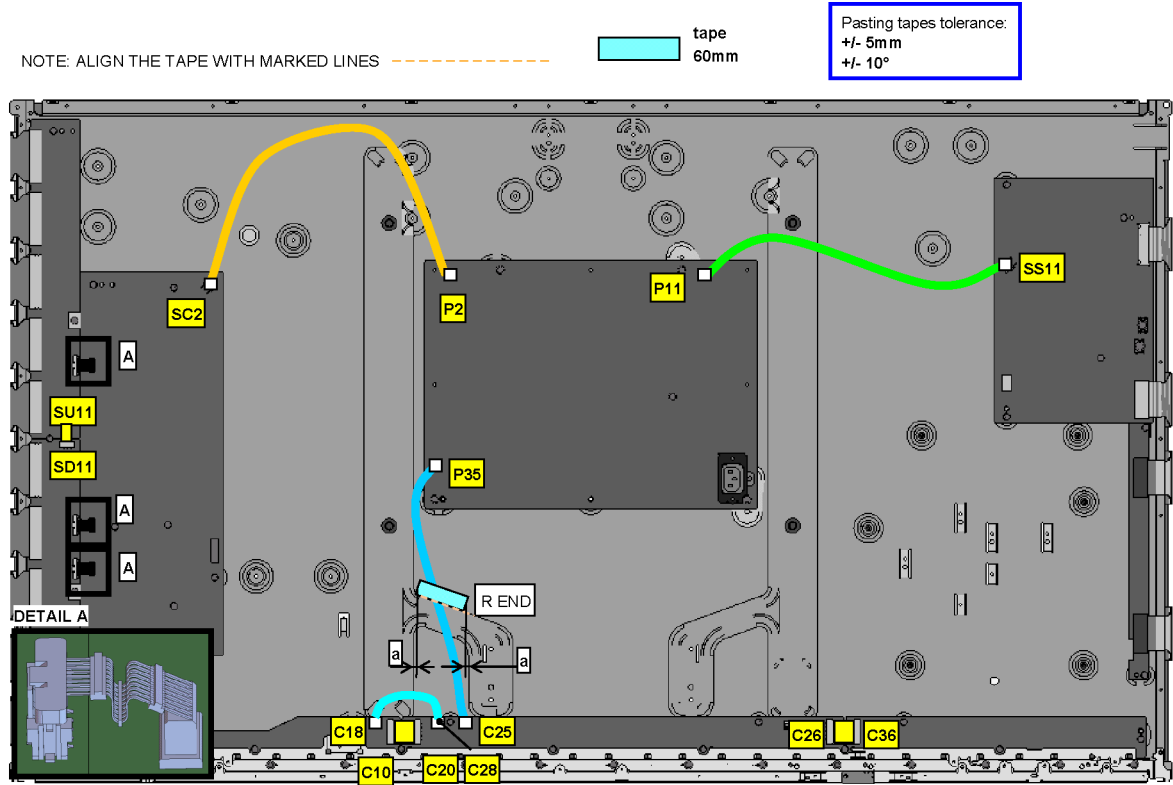 tape
60mm
Pasting tapes tolerance:
+/- 5mm
+/- 10°
NOTE: ALIGN THE TAPE WITH MARKED LINES
SC2
P2
P11
SS11
A
SU11
SD11
P35
A
A
R END
DETAIL A
a
a
C18
C25
C26
C36
C10
C20
C28